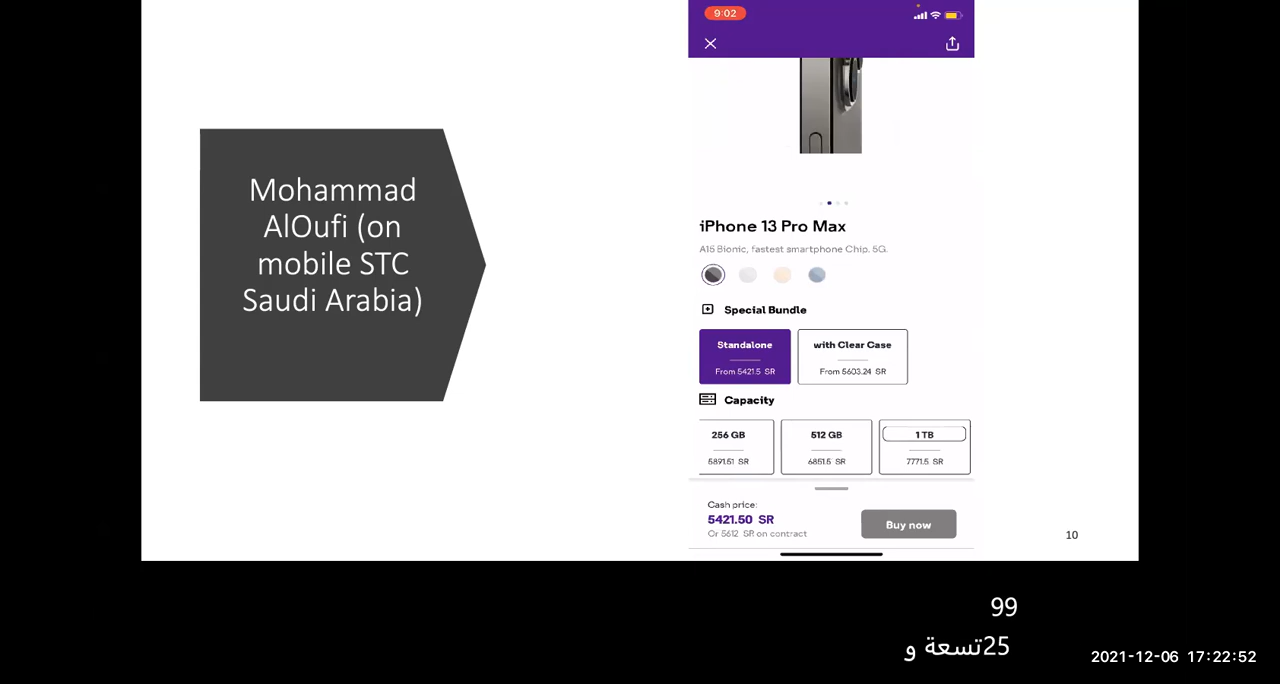 Mohammad
AlOufi (on
mobile STC
Saudi Arabia)
9:02
iPhone 13 Pro Max
A15 Bionic, fastest smartphone Chip. 5G.
Special Bundle
Standalone
From 5421.5 SR
with Clear Case
From 5603.24 SR
Capacity
256 GB
5891.51 SR
512 GB
6851.5 SR
1 TB
7771.5 SR
Cash price:
5421.50 SR
Or 5612 SR on contract
Buy now
10
99
25تسعة و
2021-12-06 17:22:52